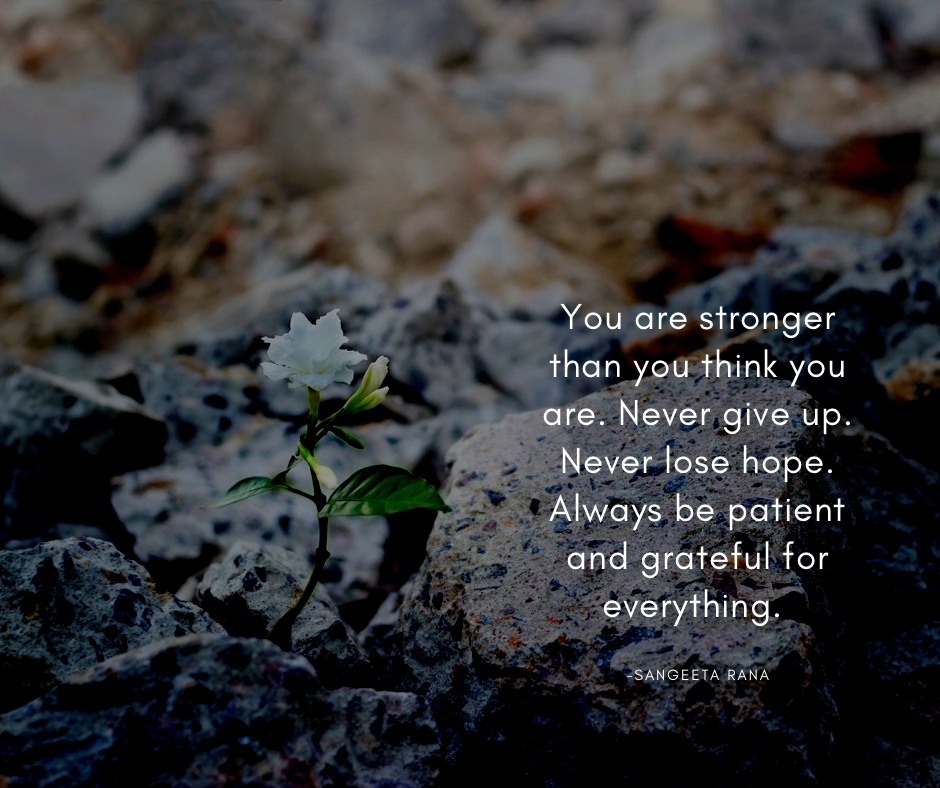 You are stronger
than you think you
are. Never give up.
Never lose hope.
Always be patient
and grateful for
everything.
-SANGEETA RANA